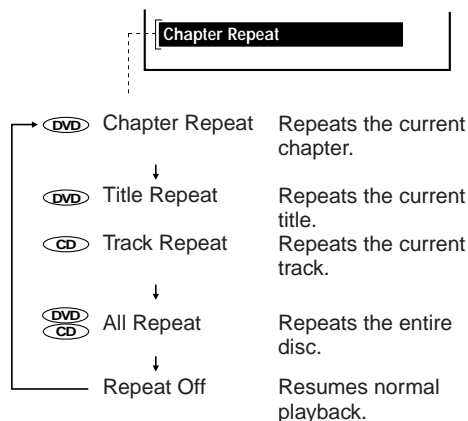 Chapter Repeat
DVD Chapter Repeat Repeats the current
chapter.
DVD Title Repeat Repeats the current
title.
CD Track Repeat Repeats the current
track.
DVD
CD All Repeat Repeats the entire
disc.
Repeat Off Resumes normal
playback.